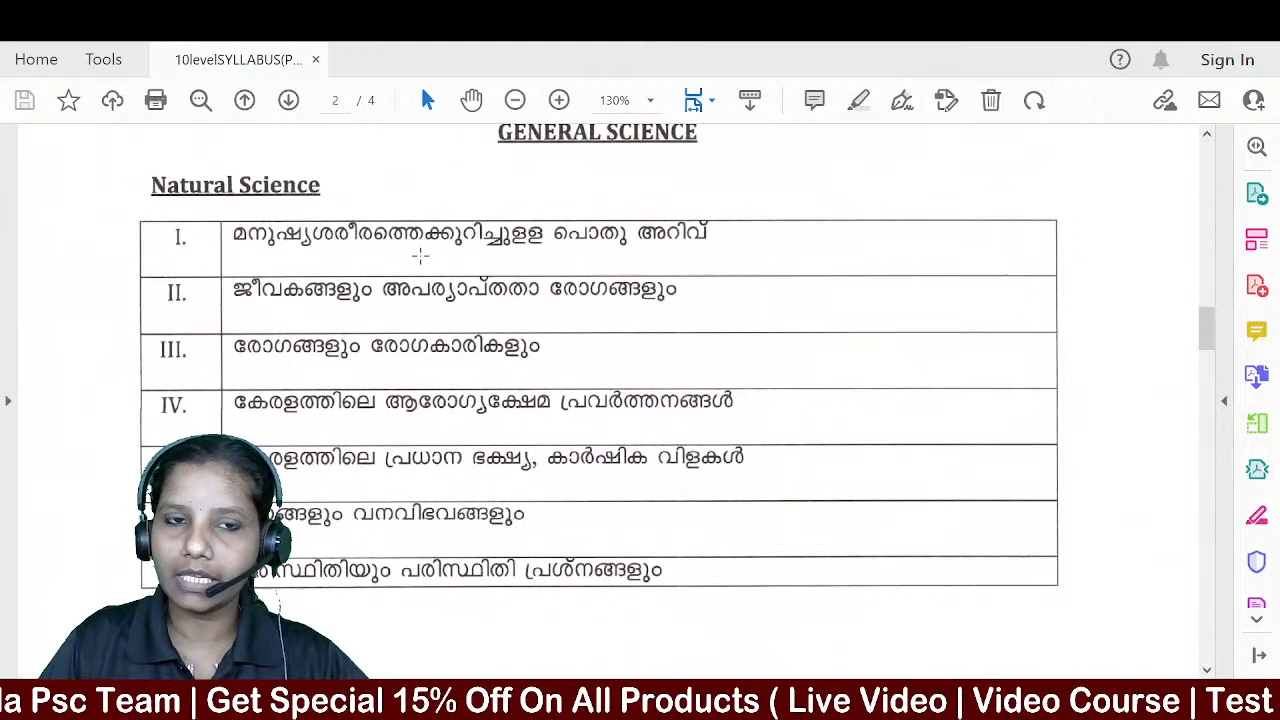 Home Tools 10levelSYLLABUS(P... × Sign In
2 / 4 130%
GENERAL SCIENCE
Natural Science
I. മനുഷ്യശരീരത്തെക്കുറിച്ചുളള പൊതു അറിവ്
II. ജീവകങ്ങളും അപര്യാപ്തതാ രോഗങ്ങളും
III. രോഗങ്ങളും രോഗകാരികളും
IV. കേരളത്തിലെ ആരോഗ്യക്ഷേമ പ്രവർത്തനങ്ങൾ
പ്രധാന ഭക്ഷ്യ, കാർഷിക വിളകൾ
വനവിഭവങ്ങളും
പരിസ്ഥിതി പ്രശ്നങ്ങളും
la Psc Team | Get Special 15% Off On All Products ( Live Video | Video Course | Test